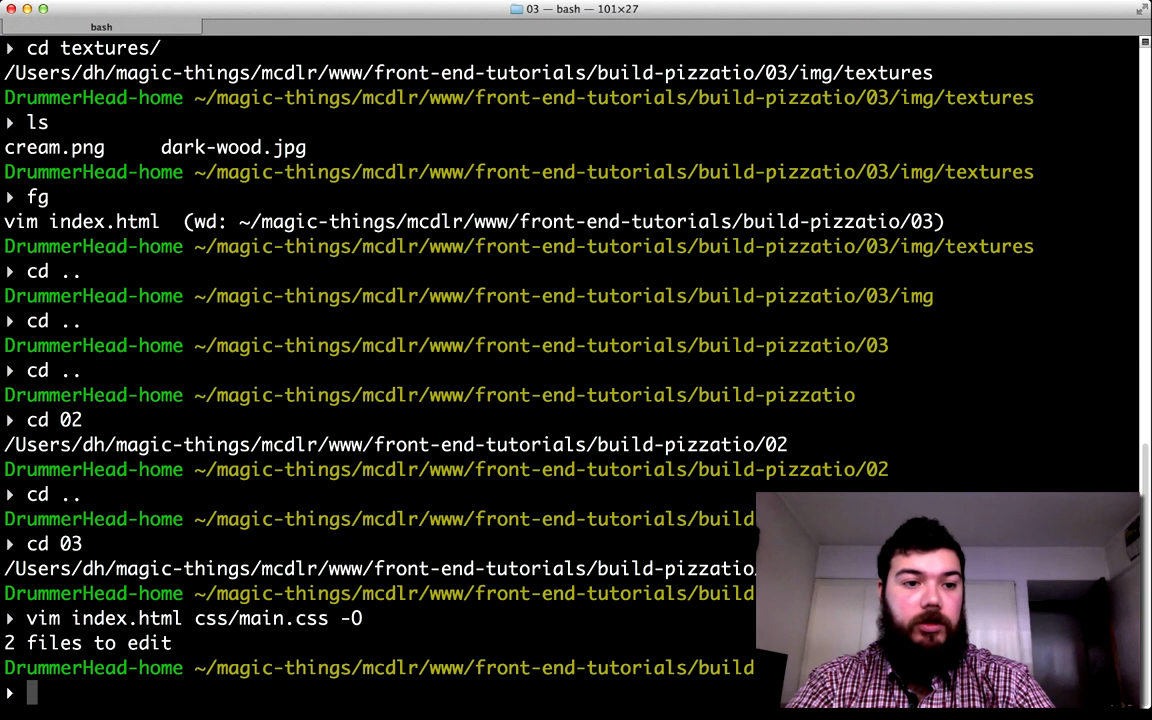 03 — bash — 101×27
bash
cd textures/
/Users/dh/magic-things/mcdlr/www/front-end-tutorials/build-pizzatio/03/img/textures
DrummerHead-home ~/magic-things/mcdlr/www/front-end-tutorials/build-pizzatio/03/img/textures
ls
cream.png dark-wood.jpg
DrummerHead-home ~/magic-things/mcdlr/www/front-end-tutorials/build-pizzatio/03/img/textures
fg
vim index.html (wd: ~/magic-things/mcdlr/www/front-end-tutorials/build-pizzatio/03)
DrummerHead-home ~/magic-things/mcdlr/www/front-end-tutorials/build-pizzatio/03/img/textures
cd ..
DrummerHead-home ~/magic-things/mcdlr/www/front-end-tutorials/build-pizzatio/03/img
cd ..
DrummerHead-home ~/magic-things/mcdlr/www/front-end-tutorials/build-pizzatio/03
cd ..
DrummerHead-home ~/magic-things/mcdlr/www/front-end-tutorials/build-pizzatio
cd 02
/Users/dh/magic-things/mcdlr/www/front-end-tutorials/build-pizzatio/02
DrummerHead-home ~/magic-things/mcdlr/www/front-end-tutorials/build-pizzatio/02
cd ..
DrummerHead-home ~/magic-things/mcdlr/www/front-end-tutorials/build
cd 03
/Users/dh/magic-things/mcdlr/www/front-end-tutorials/build-pizzatio
DrummerHead-home ~/magic-things/mcdlr/www/front-end-tutorials/build
vim index.html css/main.css -O
2 files to edit
DrummerHead-home ~/magic-things/mcdlr/www/front-end-tutorials/build